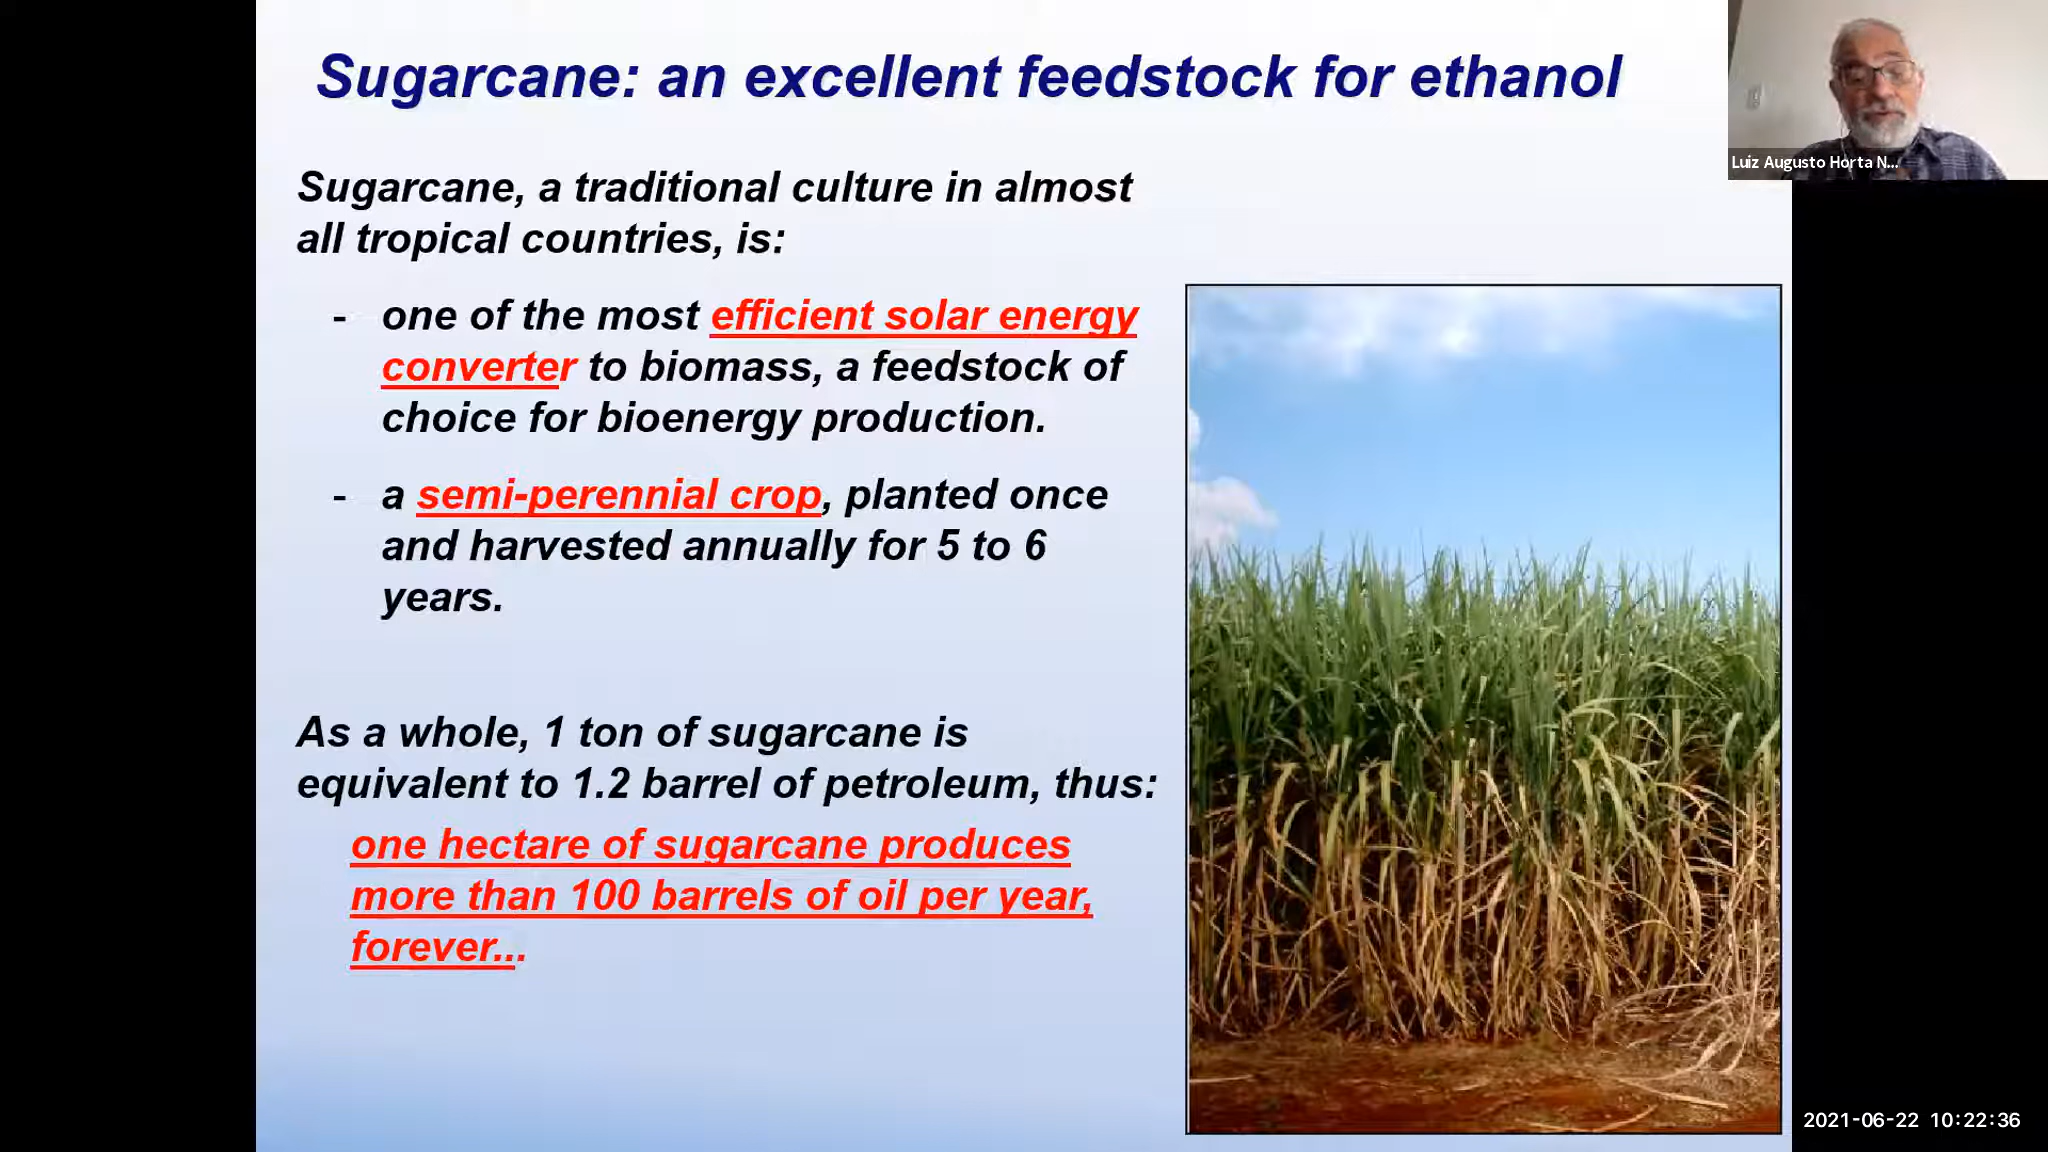 Sugarcane: an excellent feedstock for ethanol
Luiz Augusto Horta N...
Sugarcane, a traditional culture in almost
all tropical countries, is:
- one of the most efficient solar energy
converter to biomass, a feedstock of
choice for bioenergy production.
- a semi-perennial crop, planted once
and harvested annually for 5 to 6
years.
As a whole, 1 ton of sugarcane is
equivalent to 1.2 barrel of petroleum, thus:
one hectare of sugarcane produces
more than 100 barrels of oil per year,
forever...
2021-06-22 10:22:36